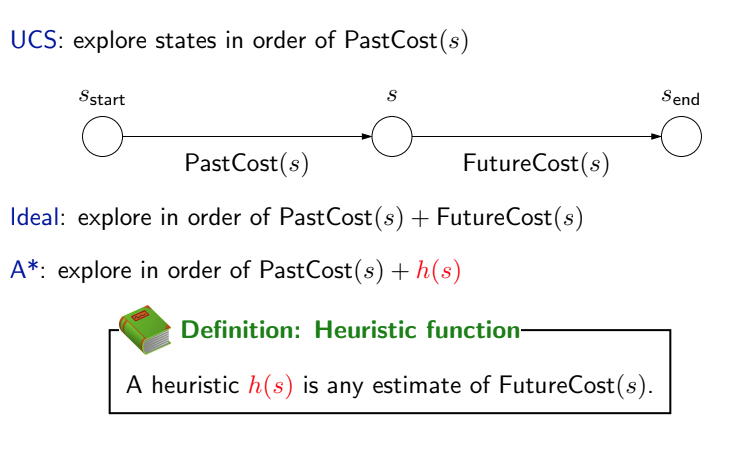 UCS: explore states in order of PastCost(s)
s_start s s_end
PastCost(s) FutureCost(s)
Ideal: explore in order of PastCost(s) + FutureCost(s)
A*: explore in order of PastCost(s) + h(s)
Definition: Heuristic function
A heuristic h(s) is any estimate of FutureCost(s).